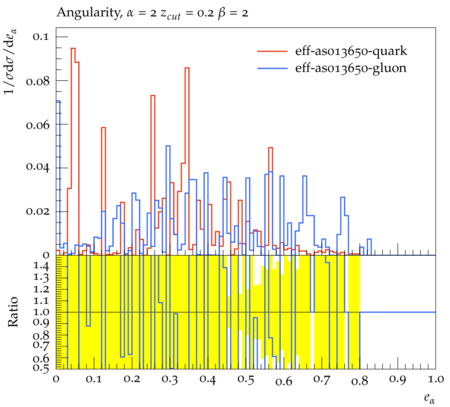 Angularity, α = 2 z_cut = 0.2 β = 2
1/σdσ/de_α
0.1
0.08
0.06
0.04
0.02
0
eff-as013650-quark
eff-as013650-gluon
Ratio
1.4
1.3
1.2
1.1
1.0
0.9
0.8
0.7
0.6
0.5
0 0.1 0.2 0.3 0.4 0.5 0.6 0.7 0.8 0.9 1.0
e_α